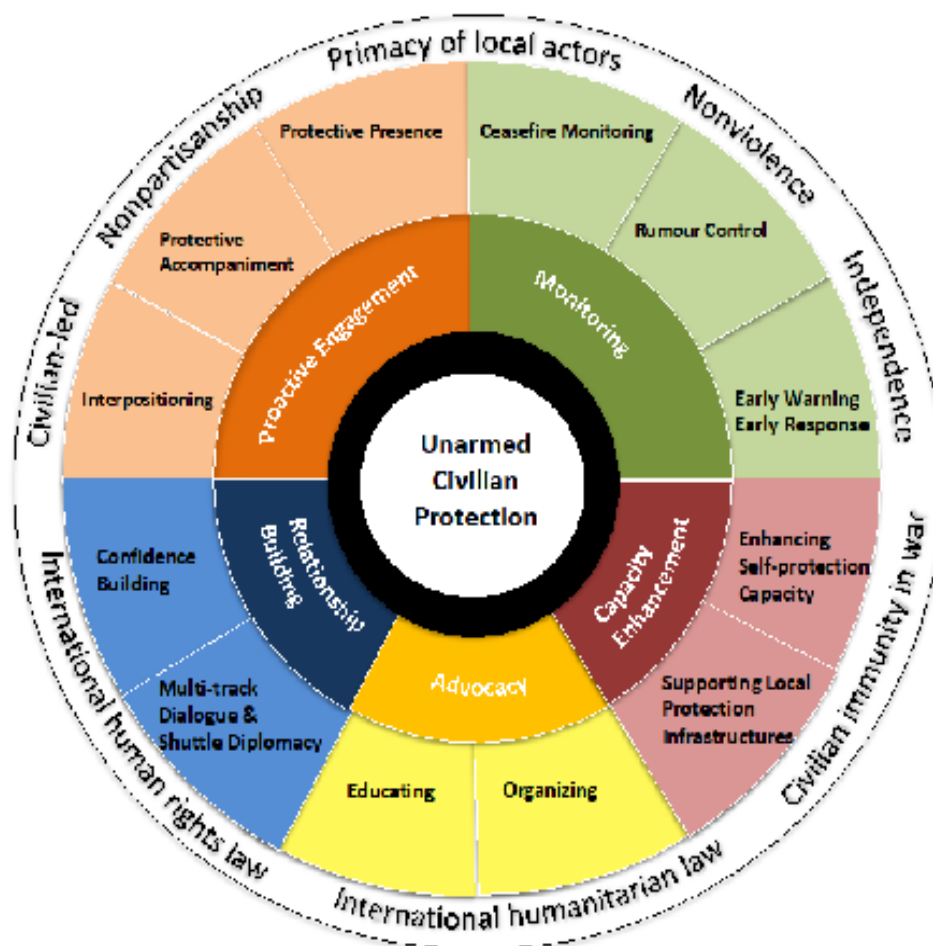 Primacy of local actors
Nonviolence
Independence
Civilian immunity in war
International humanitarian law
International human rights law
Civilian-led
Nonpartisanship
Protective Presence
Ceasefire Monitoring
Rumour Control
Early Warning
Early Response
Enhancing
Self-protection
Capacity
Supporting Local
Protection
Infrastructures
Organizing
Educating
Multi-track
Dialogue &
Shuttle Diplomacy
Confidence
Building
Interpositioning
Protective
Accompaniment
Proactive Engagement
Monitoring
Capacity
Enhancement
Advocacy
Relationship
Building
Unarmed
Civilian
Protection